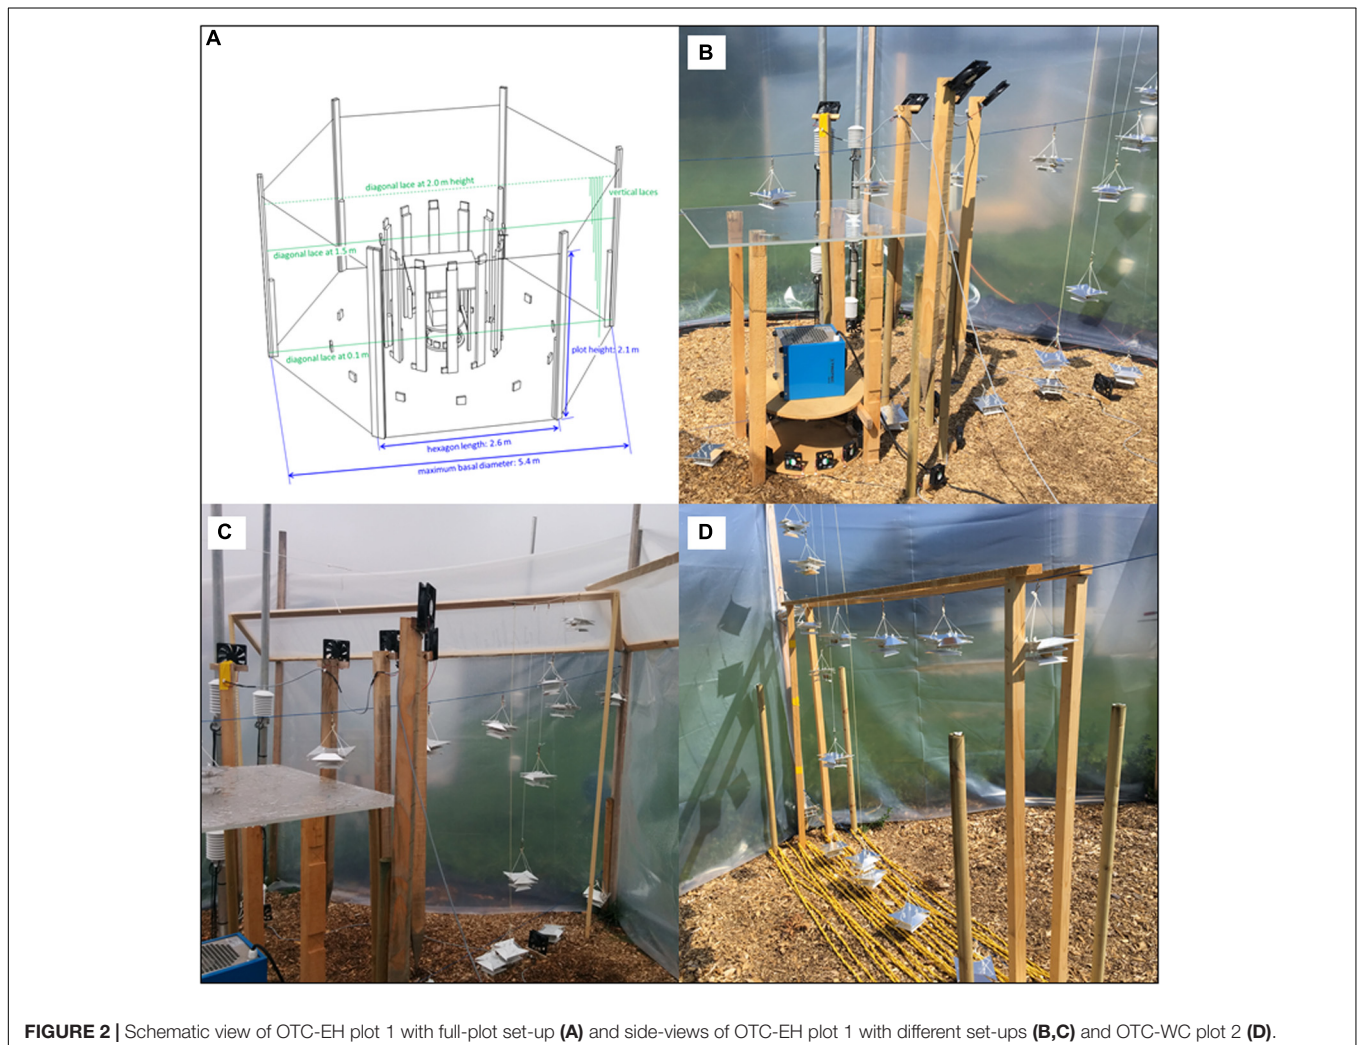 A
diagonal lace at 2.0 m height
vertical laces
diagonal lace at 1.5 m
diagonal lace at 0.1 m
plot height: 2.1 m
hexagon length: 2.6 m
maximum basal diameter: 5.4 m
B
C
D
FIGURE 2 | Schematic view of OTC-EH plot 1 with full-plot set-up (A) and side-views of OTC-EH plot 1 with different set-ups (B,C) and OTC-WC plot 2 (D).